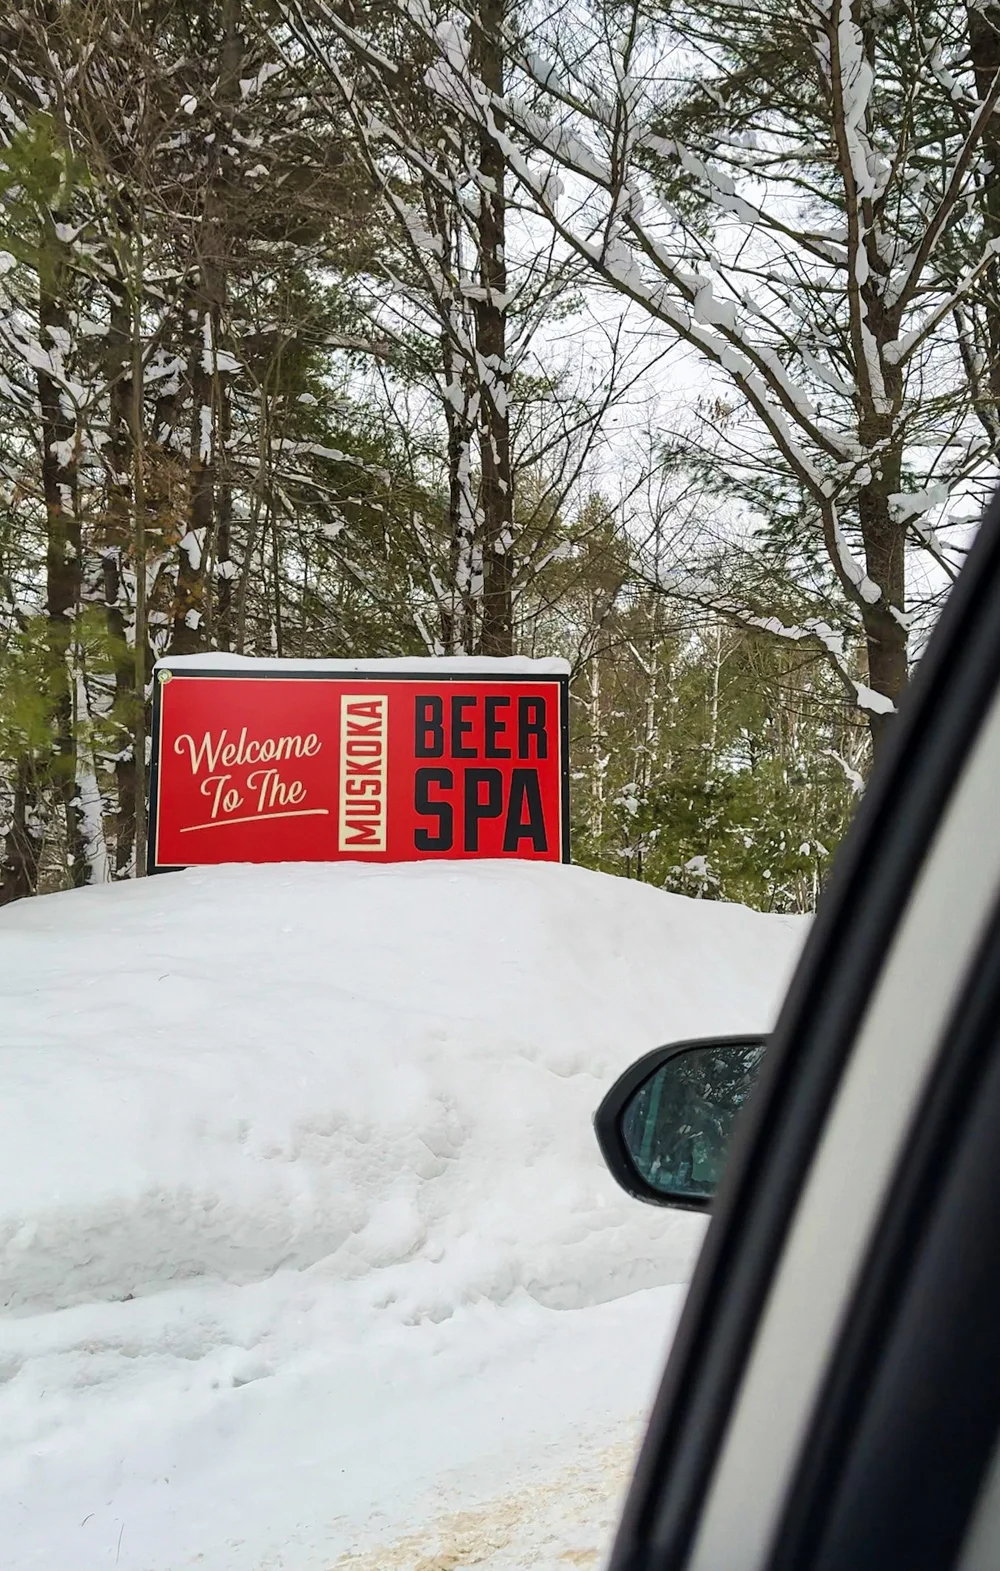 Welcome
To The
MUSKOKA
BEER
SPA